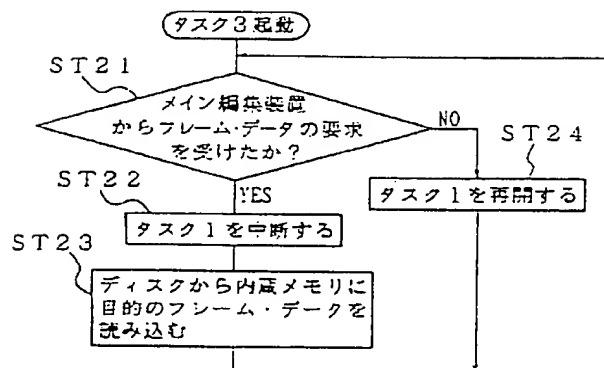 タスク3起動
ST21
メイン編集装置
からフレーム・データの要求
を受けたか？
NO
ST24
YES
ST22
タスク1を再開する
タスク1を中断する
ST23
ディスクから内蔵メモリに
目的のフレーム・データを
読み込む